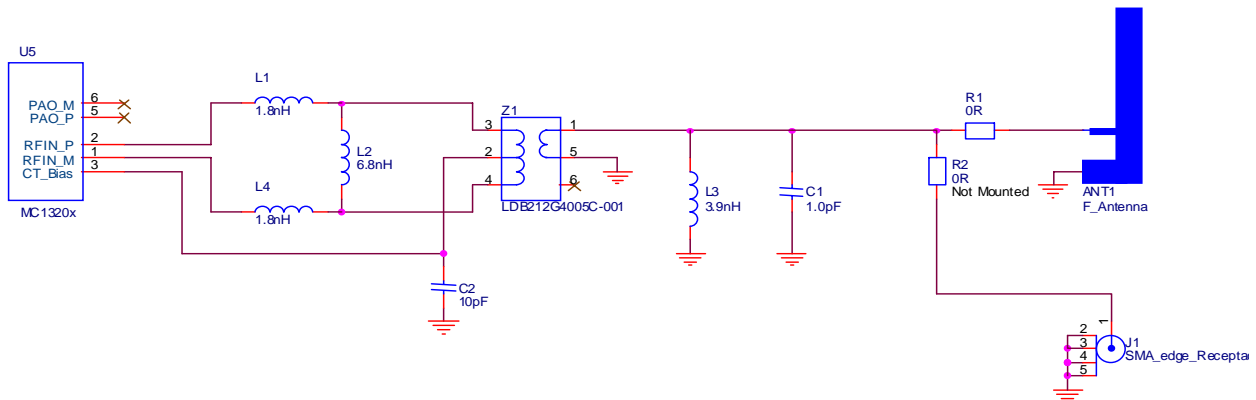 U5
PAO_M 6
PAO_P 5
RFIN_P 2
RFIN_M 1
CT_Bias 3
MC1320x
L1
1.8nH
L2
6.8nH
L4
1.8nH
C2
10pF
Z1
3 1
2 5
4 6
LDB212G4005C-001
L3
3.9nH
C1
1.0pF
R1
0R
R2
0R
Not Mounted
ANT1
F_Antenna
1
2
3
4
5
J1
SMA_edge_Receptac